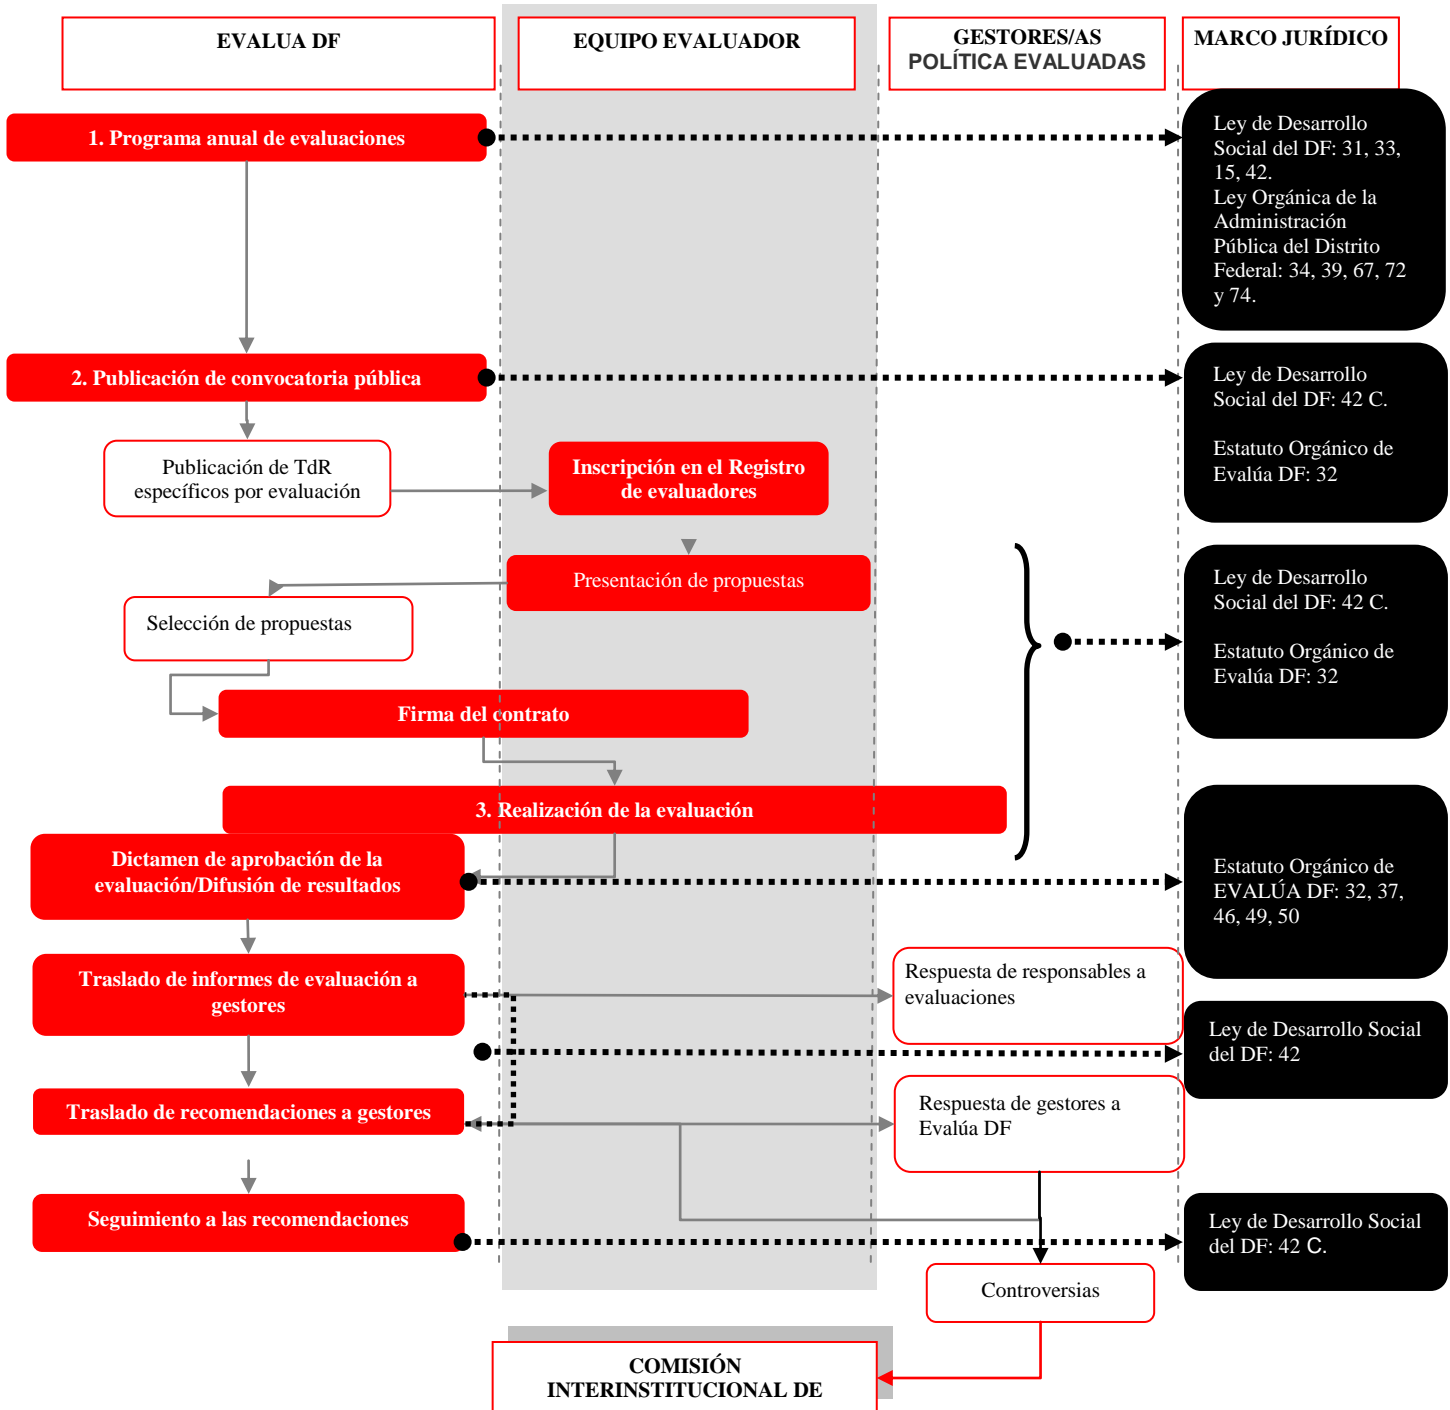 EVALUA DF
EQUIPO EVALUADOR
GESTORES/AS
POLÍTICA EVALUADAS
MARCO JURÍDICO
1. Programa anual de evaluaciones
Ley de Desarrollo
Social del DF: 31, 33,
15, 42.
Ley Orgánica de la
Administración
Pública del Distrito
Federal: 34, 39, 67, 72
y 74.
2. Publicación de convocatoria pública
Ley de Desarrollo
Social del DF: 42 C.
Estatuto Orgánico de
Evalúa DF: 32
Publicación de TdR
específicos por evaluación
Inscripción en el Registro
de evaluadores
Presentación de propuestas
Selección de propuestas
Ley de Desarrollo
Social del DF: 42 C.
Estatuto Orgánico de
Evalúa DF: 32
Firma del contrato
3. Realización de la evaluación
Dictamen de aprobación de la
evaluación/Difusión de resultados
Estatuto Orgánico de
EVALÚA DF: 32, 37,
46, 49, 50
Traslado de informes de evaluación a
gestores
Respuesta de responsables a
evaluaciones
Ley de Desarrollo Social
del DF: 42
Traslado de recomendaciones a gestores
Respuesta de gestores a
Evalúa DF
Seguimiento a las recomendaciones
Ley de Desarrollo Social
del DF: 42 C.
Controversias
COMISIÓN
INTERINSTITUCIONAL DE